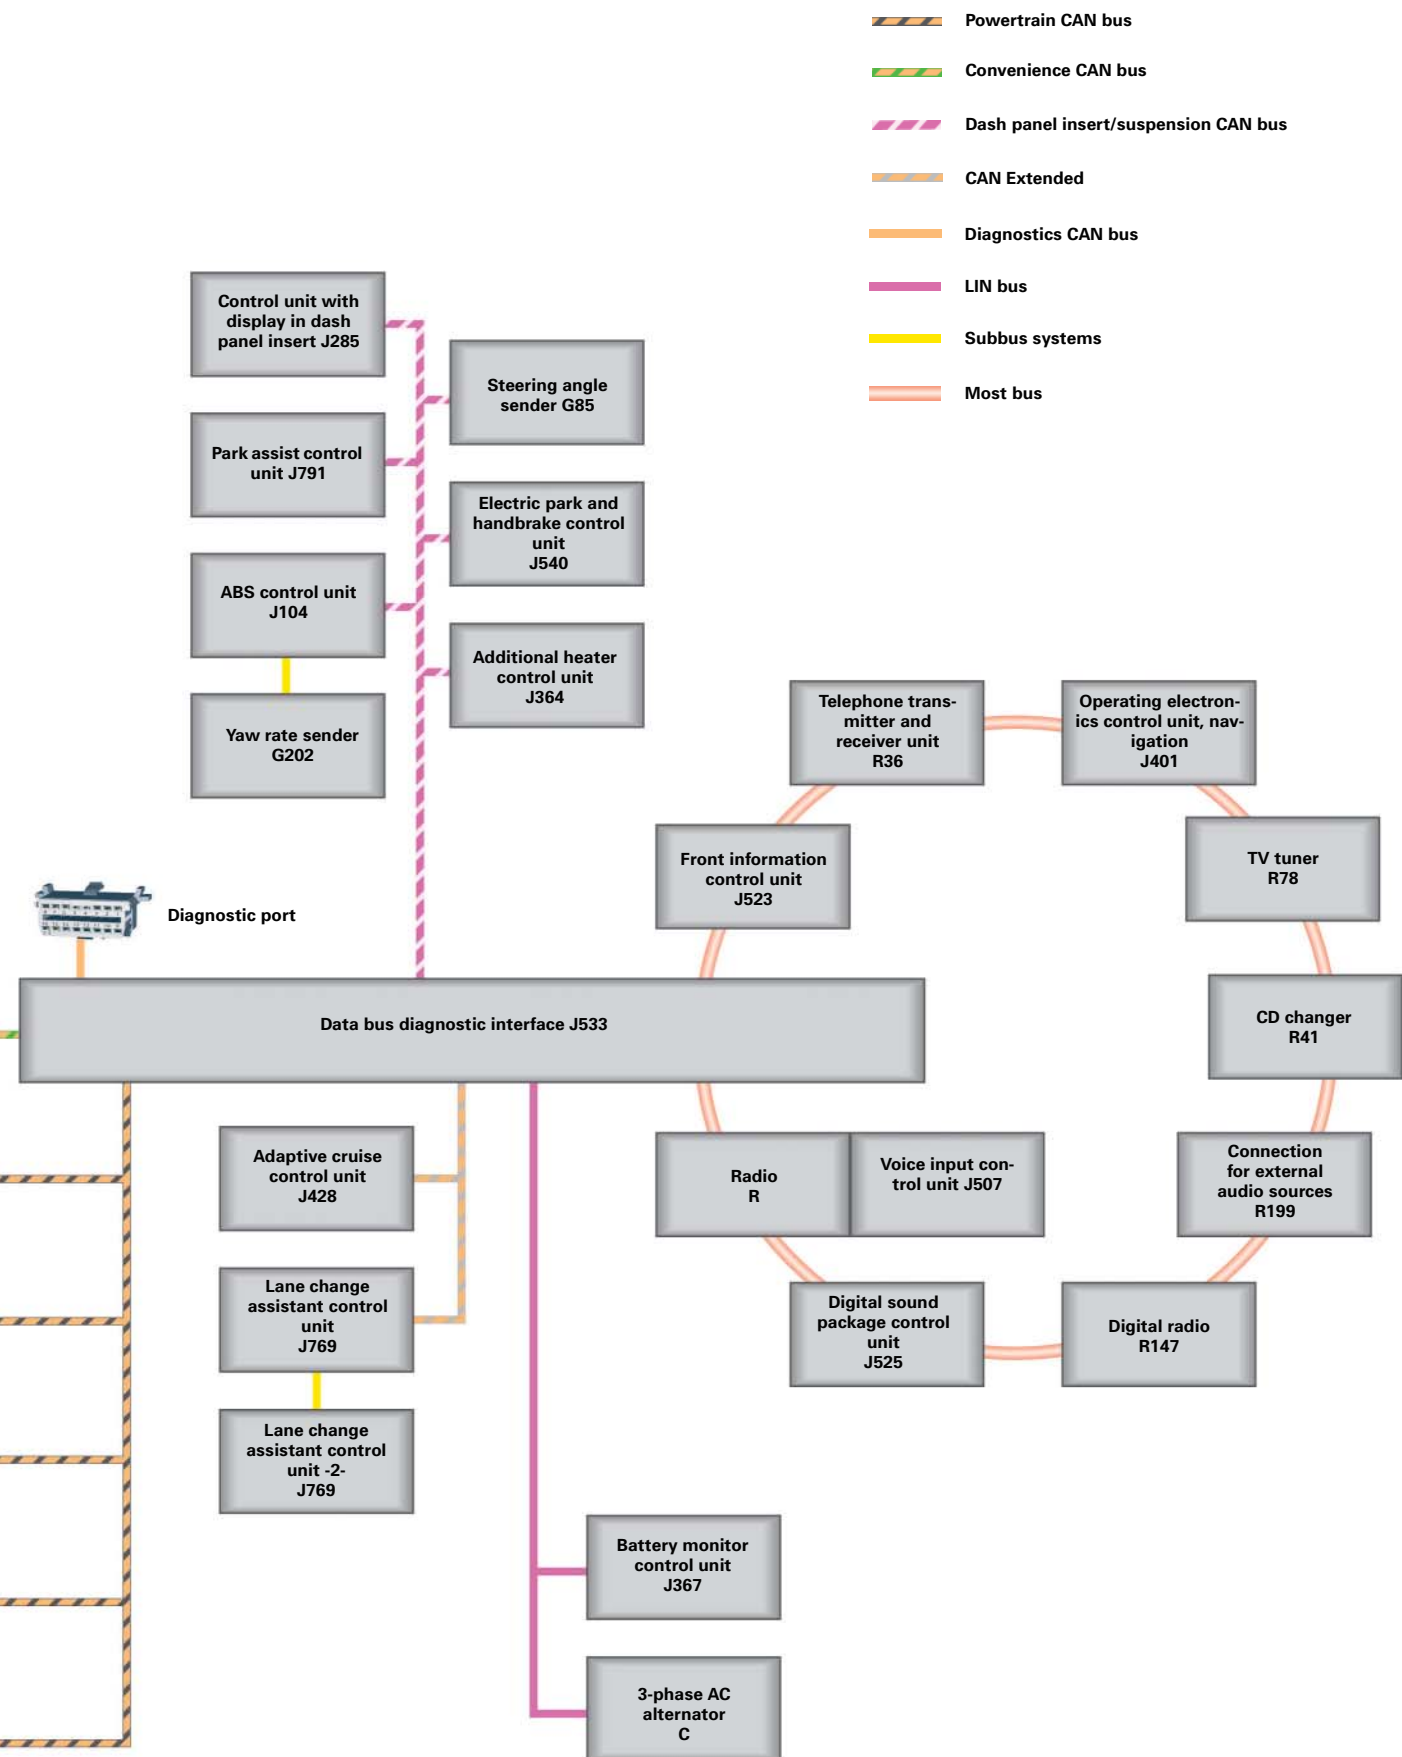 Powertrain CAN bus
Convenience CAN bus
Dash panel insert/suspension CAN bus
CAN Extended
Diagnostics CAN bus
LIN bus
Subbus systems
Most bus
Control unit with
display in dash
panel insert J285
Steering angle
sender G85
Park assist control
unit J791
Electric park and
handbrake control
unit
J540
ABS control unit
J104
Additional heater
control unit
J364
Yaw rate sender
G202
Telephone trans-
mitter and
receiver unit
R36
Operating electron-
ics control unit, nav-
igation
J401
Front information
control unit
J523
TV tuner
R78
Diagnostic port
Data bus diagnostic interface J533
CD changer
R41
Adaptive cruise
control unit
J428
Radio
R
Voice input con-
trol unit J507
Connection
for external
audio sources
R199
Lane change
assistant control
unit
J769
Digital sound
package control
unit
J525
Digital radio
R147
Lane change
assistant control
unit -2-
J769
Battery monitor
control unit
J367
3-phase AC
alternator
C